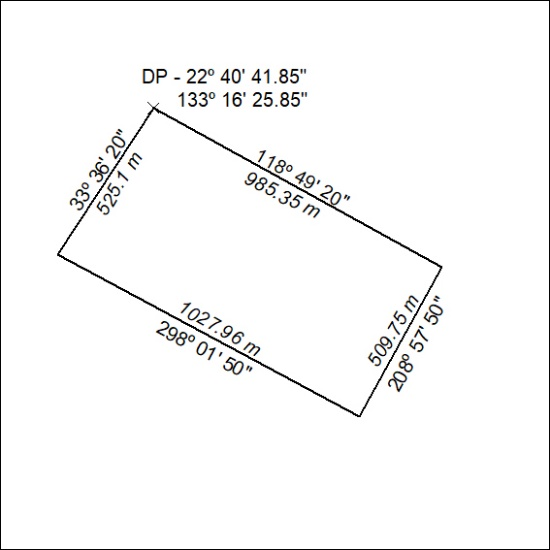 DP - 22º 40' 41.85"
133º 16' 25.85"
33º 36' 20"
525.1 m
118º 49' 20"
985.35 m
509.75 m
208º 57' 50"
1027.96 m
298º 01' 50"